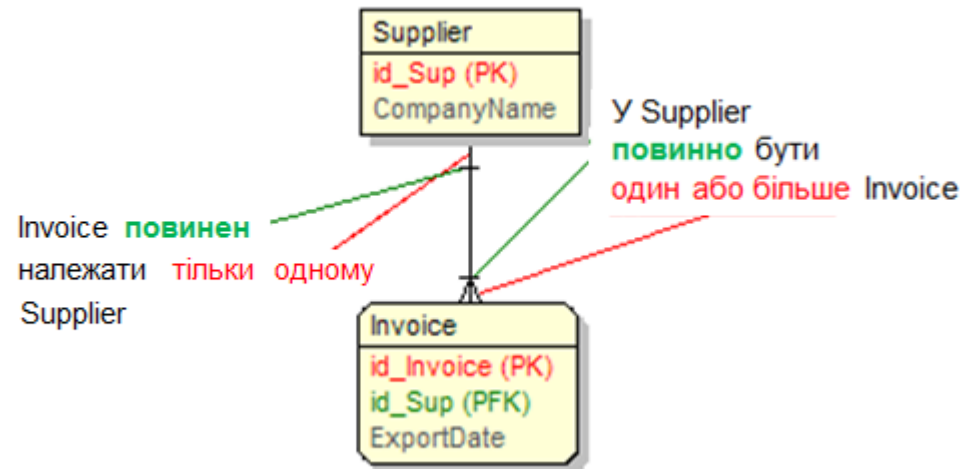 Supplier
id_Sup (PK)
CompanyName
У Supplier
повинно бути
один або більше Invoice
Invoice повинен
належати тільки одному
Supplier
Invoice
id_Invoice (PK)
id_Sup (PFK)
ExportDate